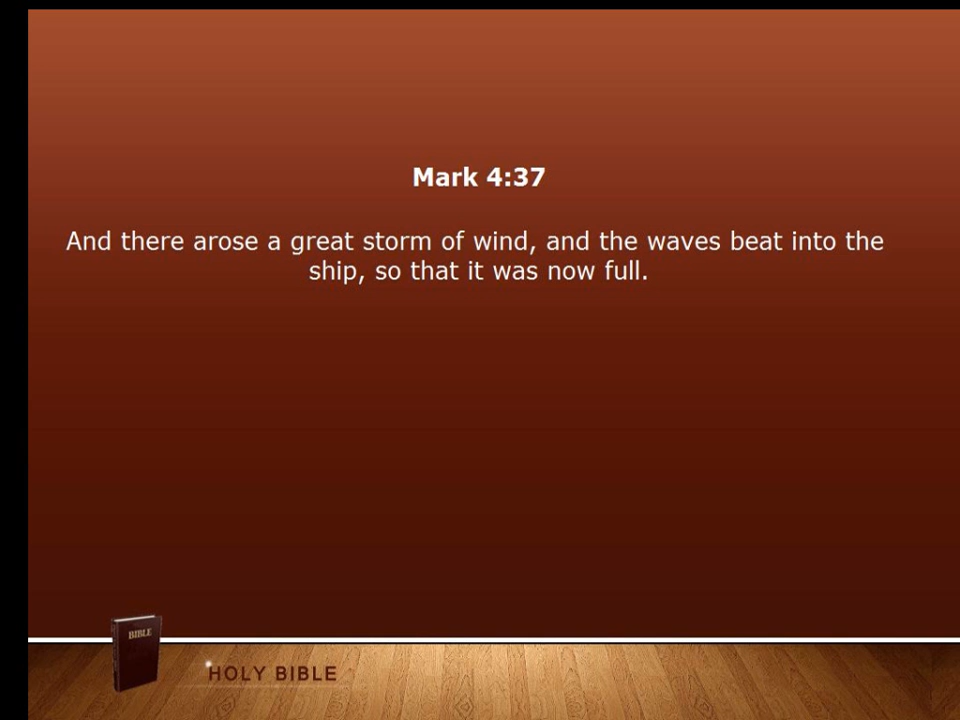 Mark 4:37
And there arose a great storm of wind, and the waves beat into the
ship, so that it was now full.
BIBLE
HOLY BIBLE